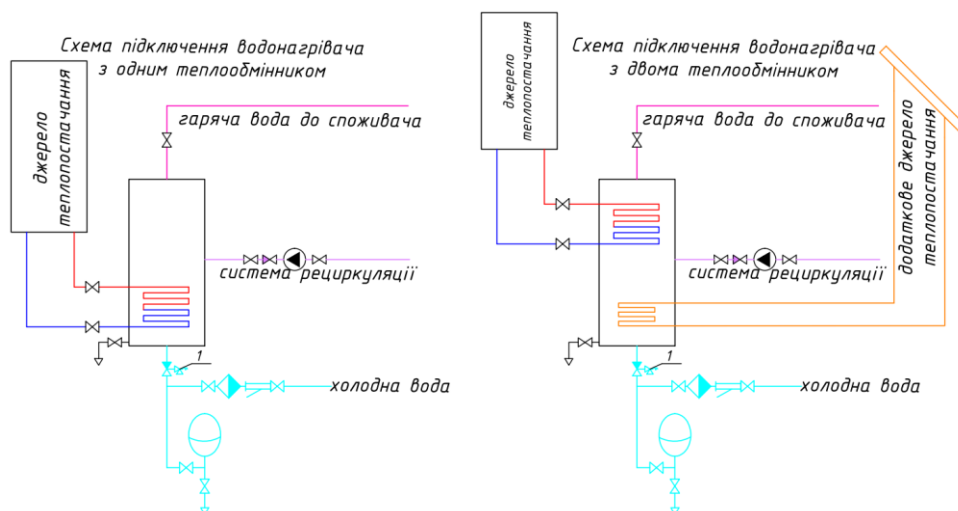 Схема підключення водонагрівача
з одним теплообмінником
джерело
теплопостачання
гаряча вода до споживача
система рециркуляції
1
холодна вода
Схема підключення водонагрівача
з двома теплообмінником
джерело
теплопостачання
гаряча вода до споживача
додаткове джерело
теплопостачання
система рециркуляції
1
холодна вода